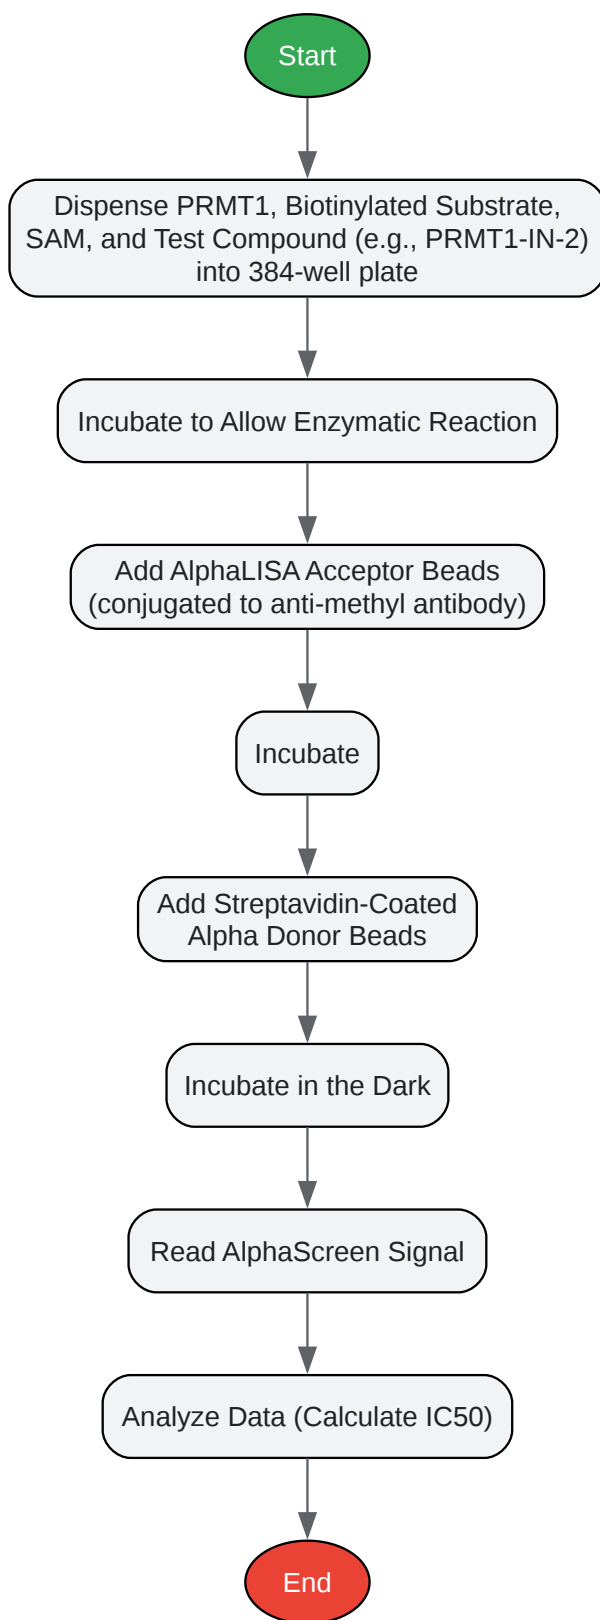 Start
Dispense PRMT1, Biotinylated Substrate,
SAM, and Test Compound (e.g., PRMT1-IN-2)
into 384-well plate
Incubate to Allow Enzymatic Reaction
Add AlphaLISA Acceptor Beads
(conjugated to anti-methyl antibody)
Incubate
Add Streptavidin-Coated
Alpha Donor Beads
Incubate in the Dark
Read AlphaScreen Signal
Analyze Data (Calculate IC50)
End